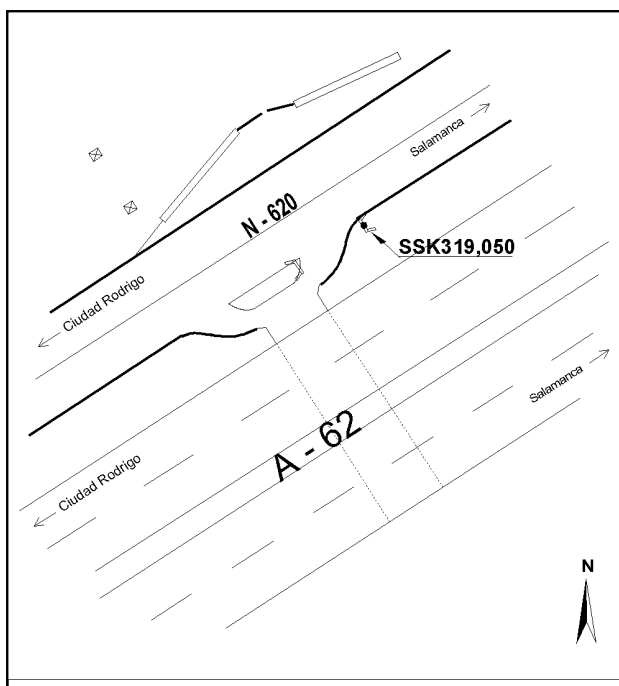 Salamanca
N - 620
SSK319,050
Ciudad Rodrigo
Salamanca
A - 62
Ciudad Rodrigo
N